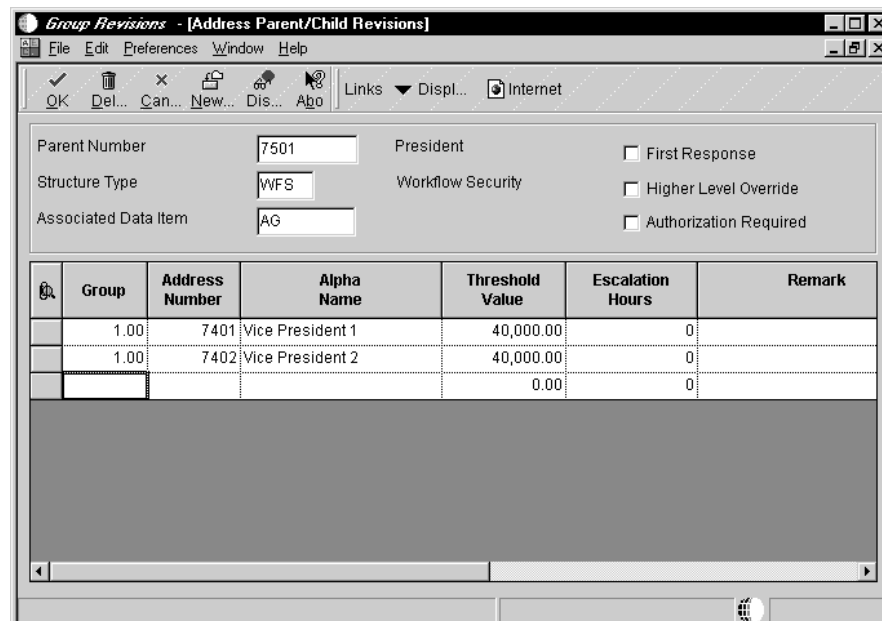 Group Revisions - [Address Parent/Child Revisions]
File Edit Preferences Window Help
OK Del... Can... New... Dis... Abo Links Displ... Internet
Parent Number 7501 President First Response
Structure Type WFS Workflow Security Higher Level Override
Associated Data Item AG Authorization Required
Group Address Number Alpha Name Threshold Value Escalation Hours Remark
1.00 7401 Vice President 1 40,000.00 0
1.00 7402 Vice President 2 40,000.00 0
0.00 0